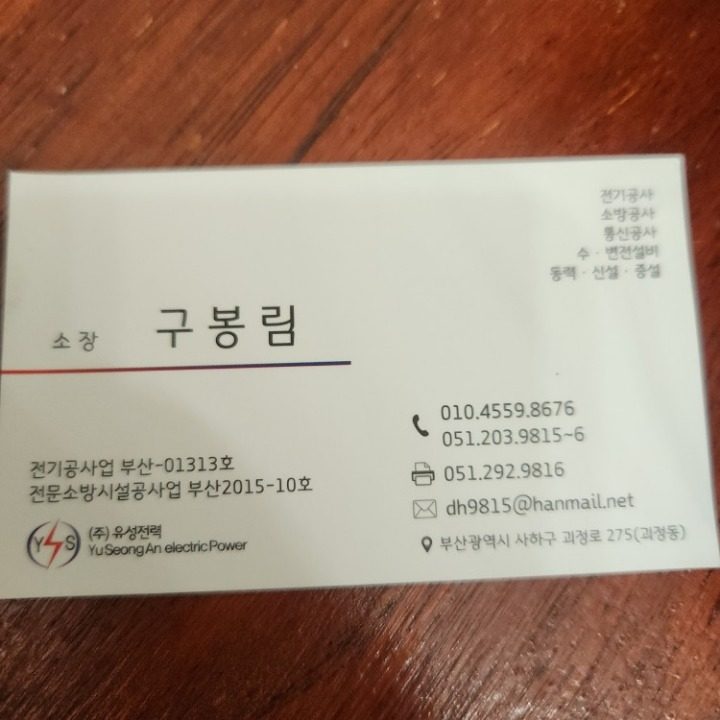 전기공사
소방공사
통신공사
수 · 변전설비
동력 · 신설 · 증설
소 장 구 봉 림
010.4559.8676
051.203.9815~6
051.292.9816
dh9815@hanmail.net
부산광역시 사하구 괴정로 275(괴정동)
전기공사업 부산-01313호
전문소방시설공사업 부산2015-10호
YSS
(주) 유성전력
Yu Seong An electric Power